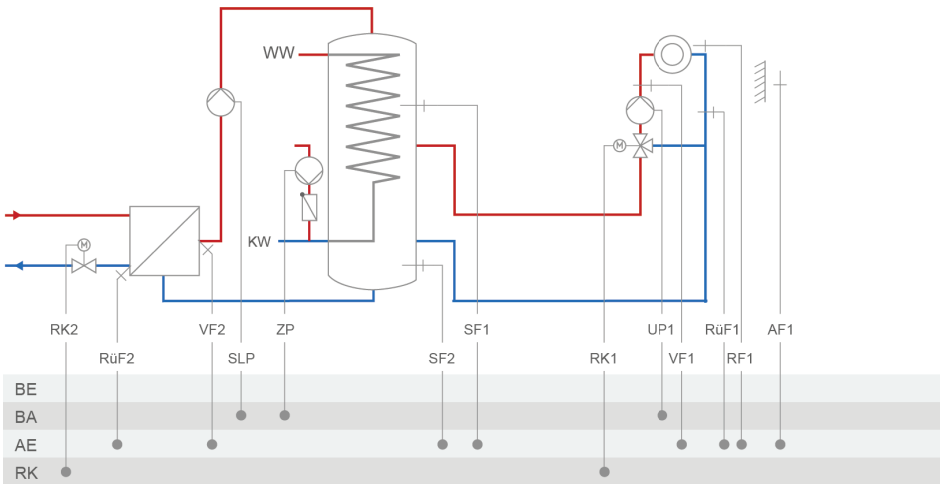 WW
M
KW
M
RK2 VF2 ZP SF1 UP1 RüF1 AF1
RüF2 SLP SF2 RK1 VF1 RF1
BE
BA
AE
RK